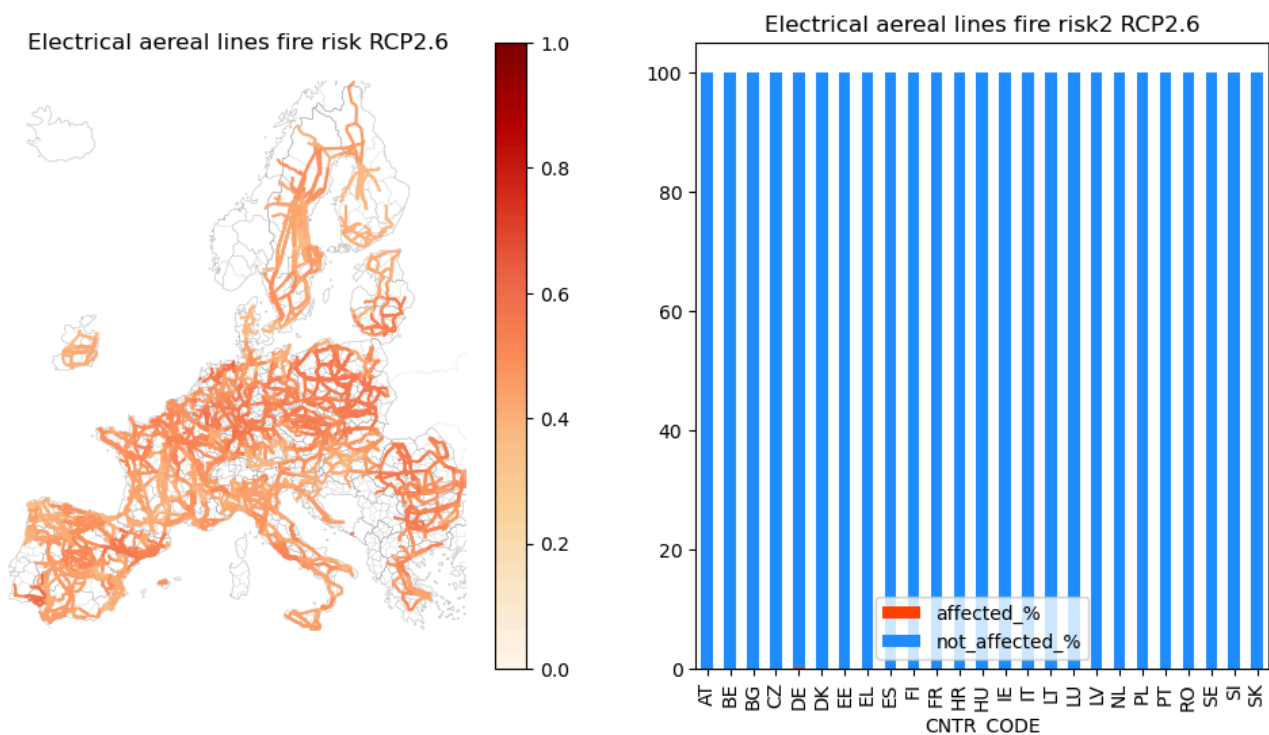 Electrical aereal lines fire risk RCP2.6
1.0
0.8
0.6
0.4
0.2
0.0
Electrical aereal lines fire risk2 RCP2.6
100
80
60
40
20
0
affected_%
not_affected_%
AT
BE
BG
CZ
DE
DK
EE
EL
ES
FI
FR
HR
HU
IE
IT
LT
LU
LV
NL
PL
PT
RO
SE
SI
SK
CNTR_CODE